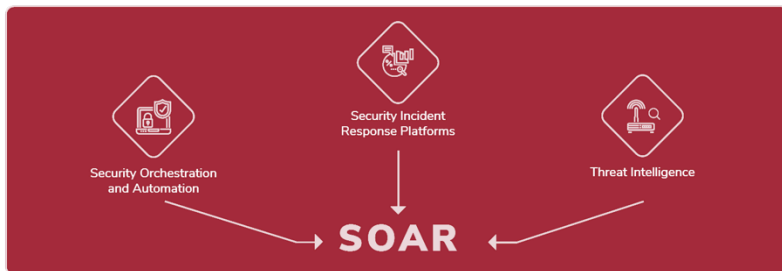 Security Incident
Response Platforms
Security Orchestration
and Automation
Threat Intelligence
SOAR